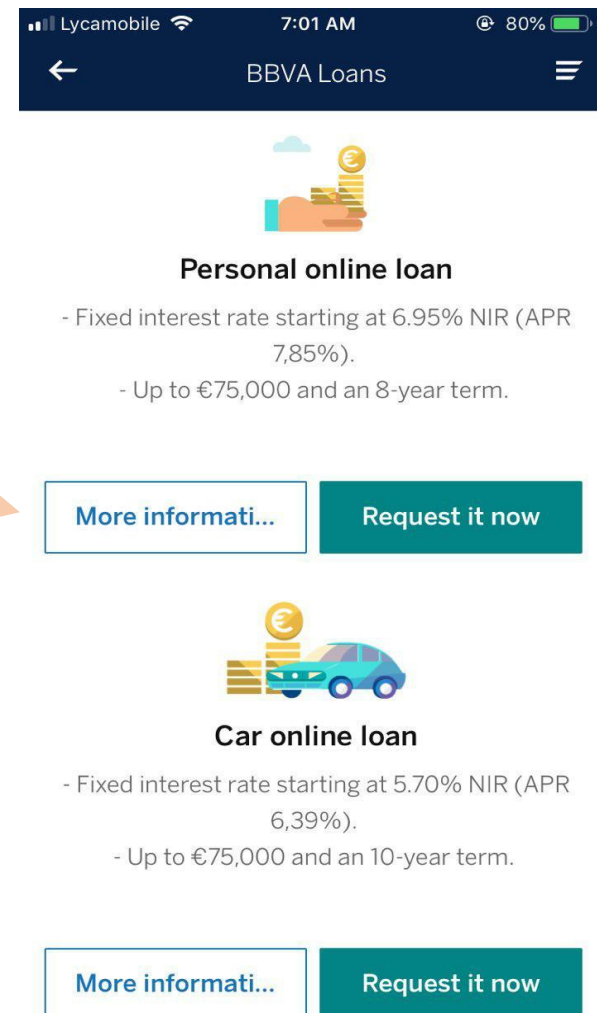 Lycamobile 7:01 AM 80%
BBVA Loans
Personal online loan
- Fixed interest rate starting at 6.95% NIR (APR
7,85%).
- Up to €75,000 and an 8-year term.
More informati... Request it now
Car online loan
- Fixed interest rate starting at 5.70% NIR (APR
6,39%).
- Up to €75,000 and an 10-year term.
More informati... Request it now